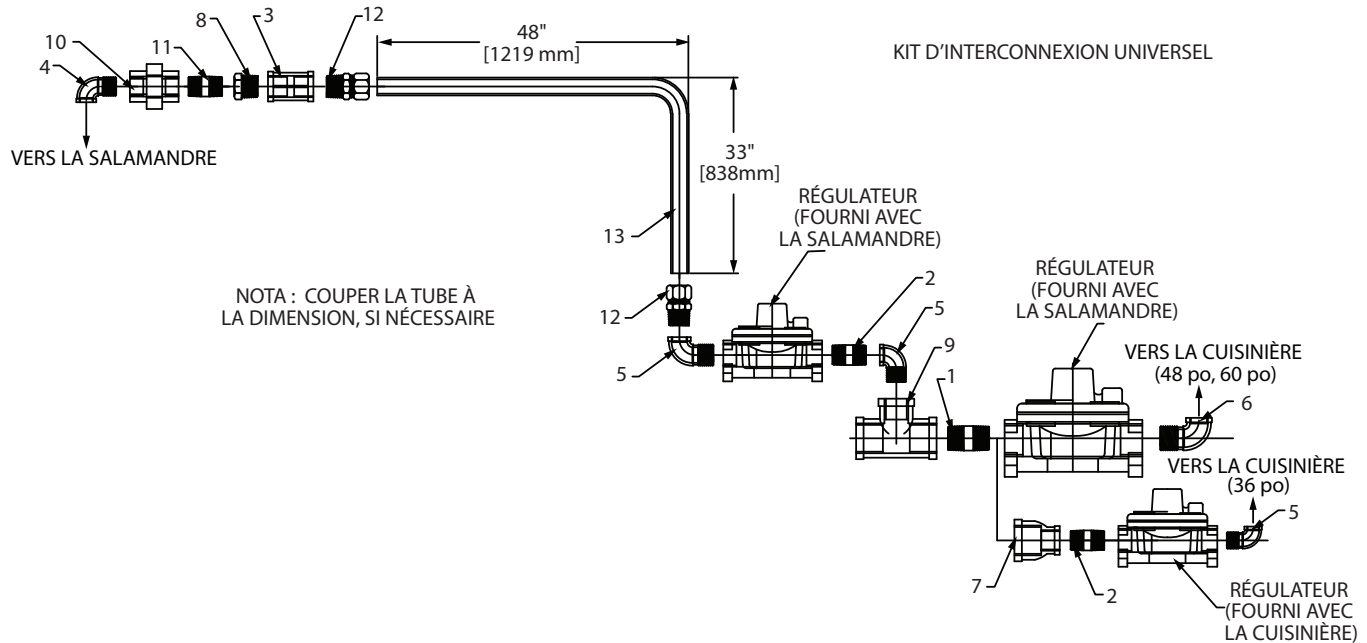 KIT D'INTERCONNEXION UNIVERSEL
10
4
11
8
3
12
48"
[1219 mm]
VERS LA SALAMANDRE
33"
[838mm]
13
NOTA : COUPER LA TUBE À
LA DIMENSION, SI NÉCESSAIRE
12
5
RÉGULATEUR
(FOURNI AVEC
LA SALAMANDRE)
2
5
9
1
RÉGULATEUR
(FOURNI AVEC
LA SALAMANDRE)
VERS LA CUISINIÈRE
(48 po, 60 po)
6
VERS LA CUISINIÈRE
(36 po)
5
7
2
RÉGULATEUR
(FOURNI AVEC
LA CUISINIÈRE)